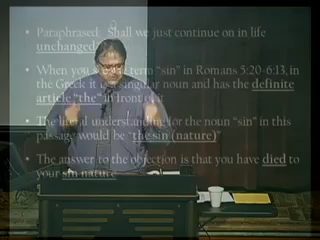 • Paraphrased: Shall we just continue on in life
unchanged
• When you term "sin" in Romans 5:20-6:13, in
the Greek it is a singular noun and has the definite
article "the" in front of it
• The literal understanding for the noun "sin" in this
passage would be "the sin (nature)"
• The answer to the objection is that you have died to
your sin nature